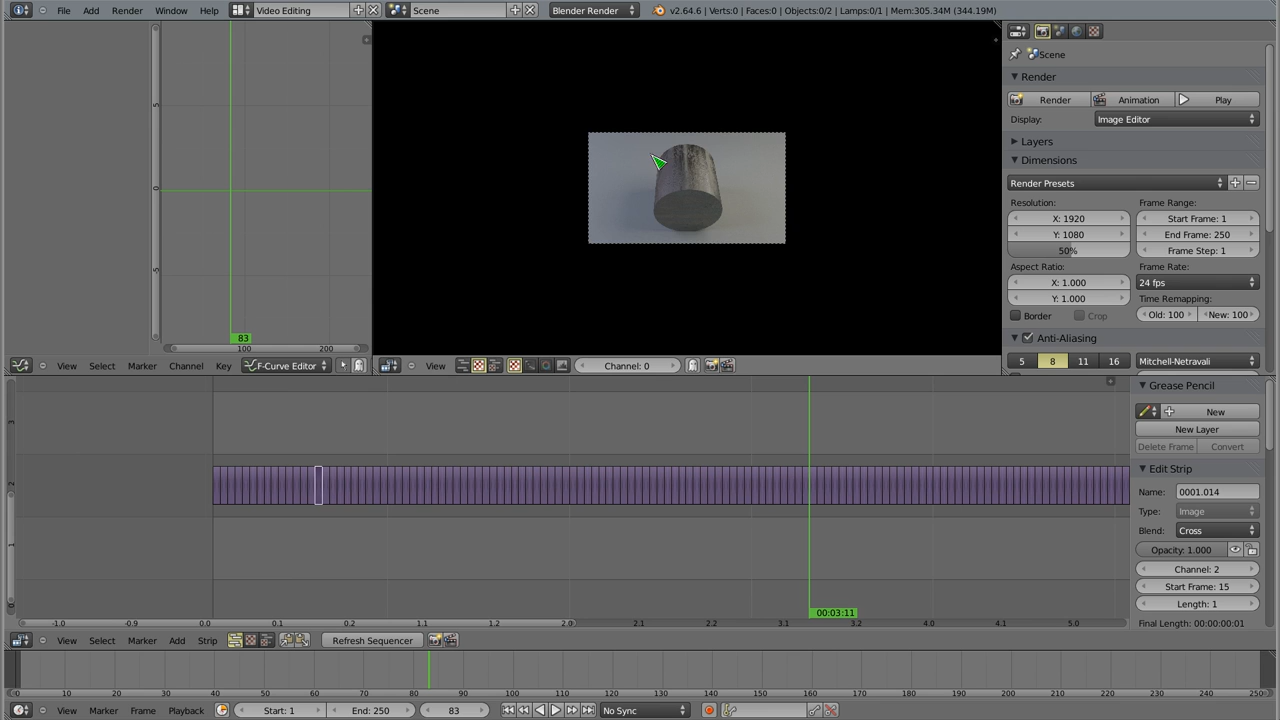 File Add Render Window Help Video Editing Scene Blender Render v2.64.6 | Verts:0 | Faces:0 | Objects:0/2 | Lamps:0/1 | Mem:305.34M (344.19M)
5
0
-5
83
100 200
View Select Marker Channel Key F-Curve Editor
View Channel: 0
Scene
Render
Render Animation Play
Display: Image Editor
Layers
Dimensions
Render Presets
Resolution: Frame Range:
X: 1920 Start Frame: 1
Y: 1080 End Frame: 250
50% Frame Step: 1
Aspect Ratio: Frame Rate:
X: 1.000 24 fps
Y: 1.000 Time Remapping:
Border Crop Old: 100 New: 100
Anti-Aliasing
5 8 11 16 Mitchell-Netravali
3
2
1
0
00:03:11
-1.0 -0.9 0.0 0.1 0.2 1.0 1.1 1.2 2.0 2.1 2.2 3.1 3.2 4.0 4.1 5.0
Grease Pencil
New
New Layer
Delete Frame Convert
Edit Strip
Name: 0001.014
Type: Image
Blend: Cross
Opacity: 1.000
Channel: 2
Start Frame: 15
Length: 1
Final Length: 00:00:00:01
View Select Marker Add Strip Refresh Sequencer
0 10 20 30 40 50 60 70 80 90 100 110 120 130 140 150 160 170 180 190 200 210 220 230 240 250
View Marker Frame Playback Start: 1 End: 250 83 No Sync